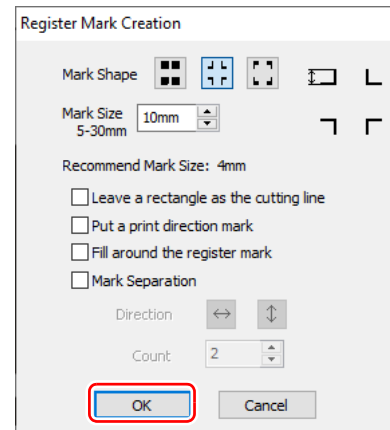 Register Mark Creation
Mark Shape
Mark Size
5-30mm
10mm
Recommend Mark Size: 4mm
Leave a rectangle as the cutting line
Put a print direction mark
Fill around the register mark
Mark Separation
Direction
Count
2
OK
Cancel